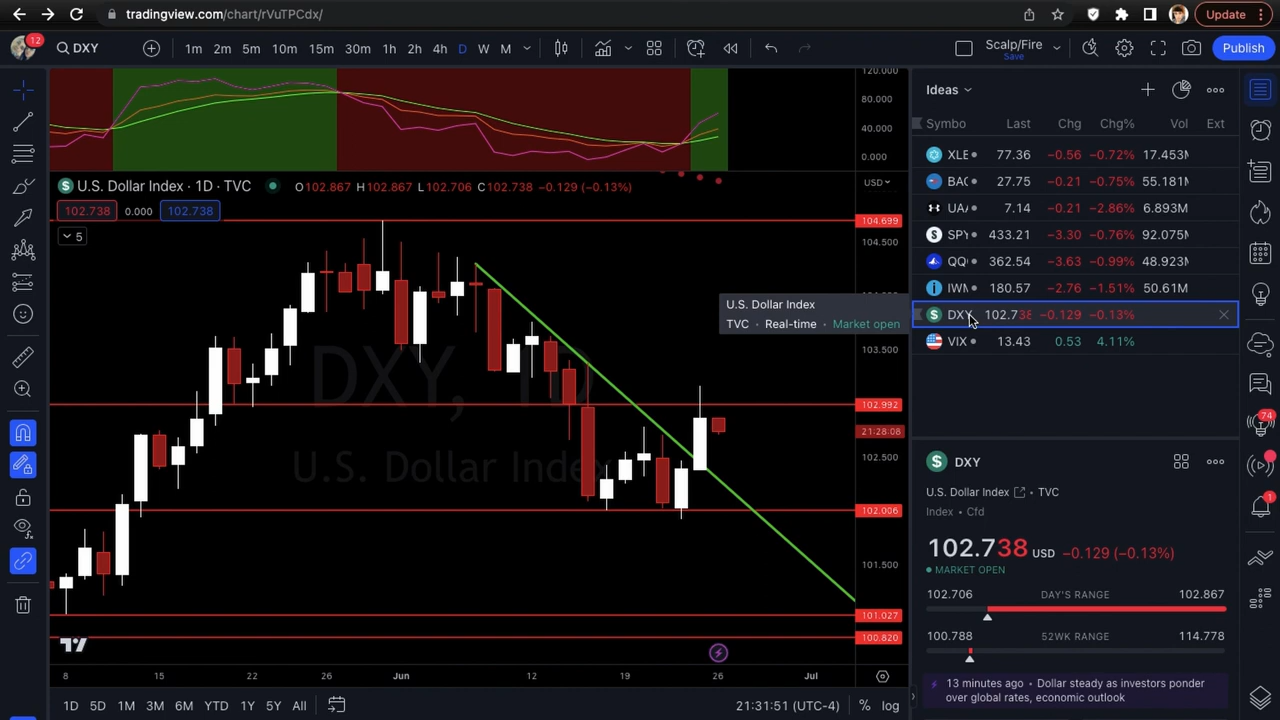 tradingview.com/chart/rVuTPCdx/
Update
12
DXY
1m 2m 5m 10m 15m 30m 1h 2h 4h D W M
Scalp/Fire
Save
Publish
120.000
80.000
40.000
0.000
U.S. Dollar Index · 1D · TVC
O102.867 H102.867 L102.706 C102.738 −0.129 (−0.13%)
USD
102.738 0.000 102.738
5
104.699
104.500
103.500
102.992
21:28:08
102.500
102.006
101.500
101.027
100.820
DXY, 1D
U.S. Dollar Index
U.S. Dollar Index
TVC · Real-time · Market open
8 15 22 26 Jun 12 19 26 Jul
1D 5D 1M 3M 6M YTD 1Y 5Y All
21:31:51 (UTC-4) % log
Ideas
Symbo Last Chg Chg% Vol Ext
XLE 77.36 −0.56 −0.72% 17.453M
BAC 27.75 −0.21 −0.75% 55.181M
UA 7.14 −0.21 −2.86% 6.893M
SPY 433.21 −3.30 −0.76% 92.075M
QQ 362.54 −3.63 −0.99% 48.923M
IWM 180.57 −2.76 −1.51% 50.61M
DXY 102.738 −0.129 −0.13%
VIX 13.43 0.53 4.11%
DXY
U.S. Dollar Index · TVC
Index · Cfd
102.738 USD −0.129 (−0.13%)
MARKET OPEN
102.706 DAY'S RANGE 102.867
100.788 52WK RANGE 114.778
13 minutes ago · Dollar steady as investors ponder
over global rates, economic outlook
74
1